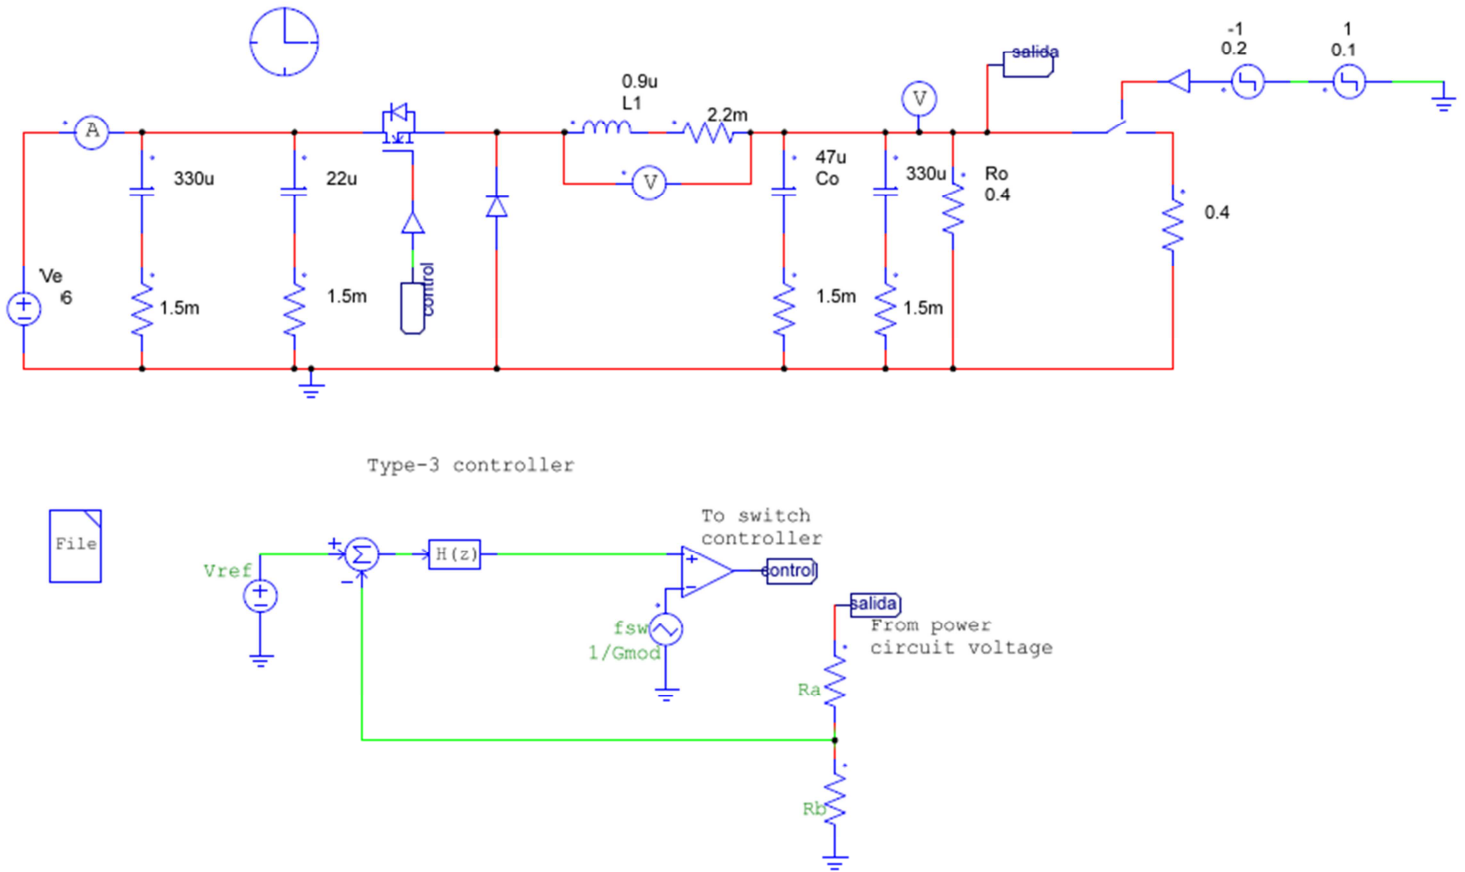 -1
0.2
1
0.1
salida
A
330u
1.5m
22u
1.5m
control
0.9u
L1
2.2m
V
V
47u
Co
1.5m
330u
1.5m
Ro
0.4
0.4
Ve
6
Type-3 controller
File
Vref
+
−
Σ
H(z)
To switch
controller
control
fsw
1/Gmod
salida
From power
circuit voltage
Ra
Rb